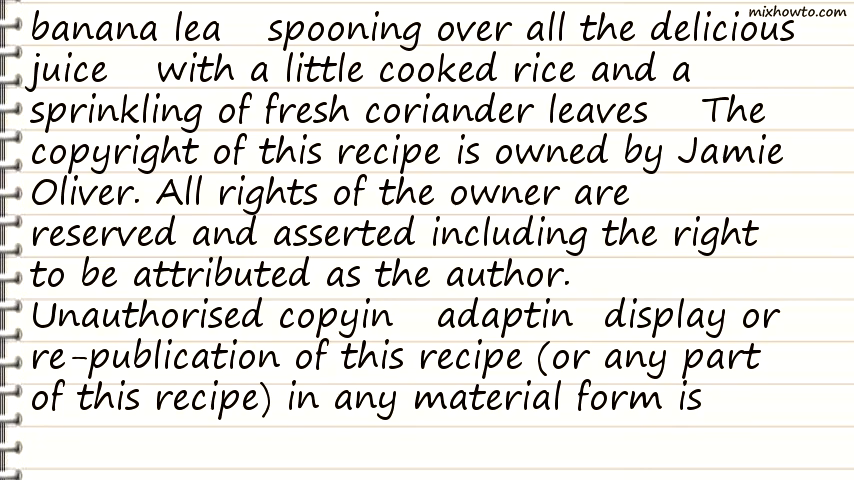 mixhowto.com
banana lea    spooning over all the delicious
juice    with a little cooked rice and a
sprinkling of fresh coriander leaves    The
copyright of this recipe is owned by Jamie
Oliver. All rights of the owner are
reserved and asserted including the right
to be attributed as the author.
Unauthorised copyin    adaptin   display or
re-publication of this recipe (or any part
of this recipe) in any material form is